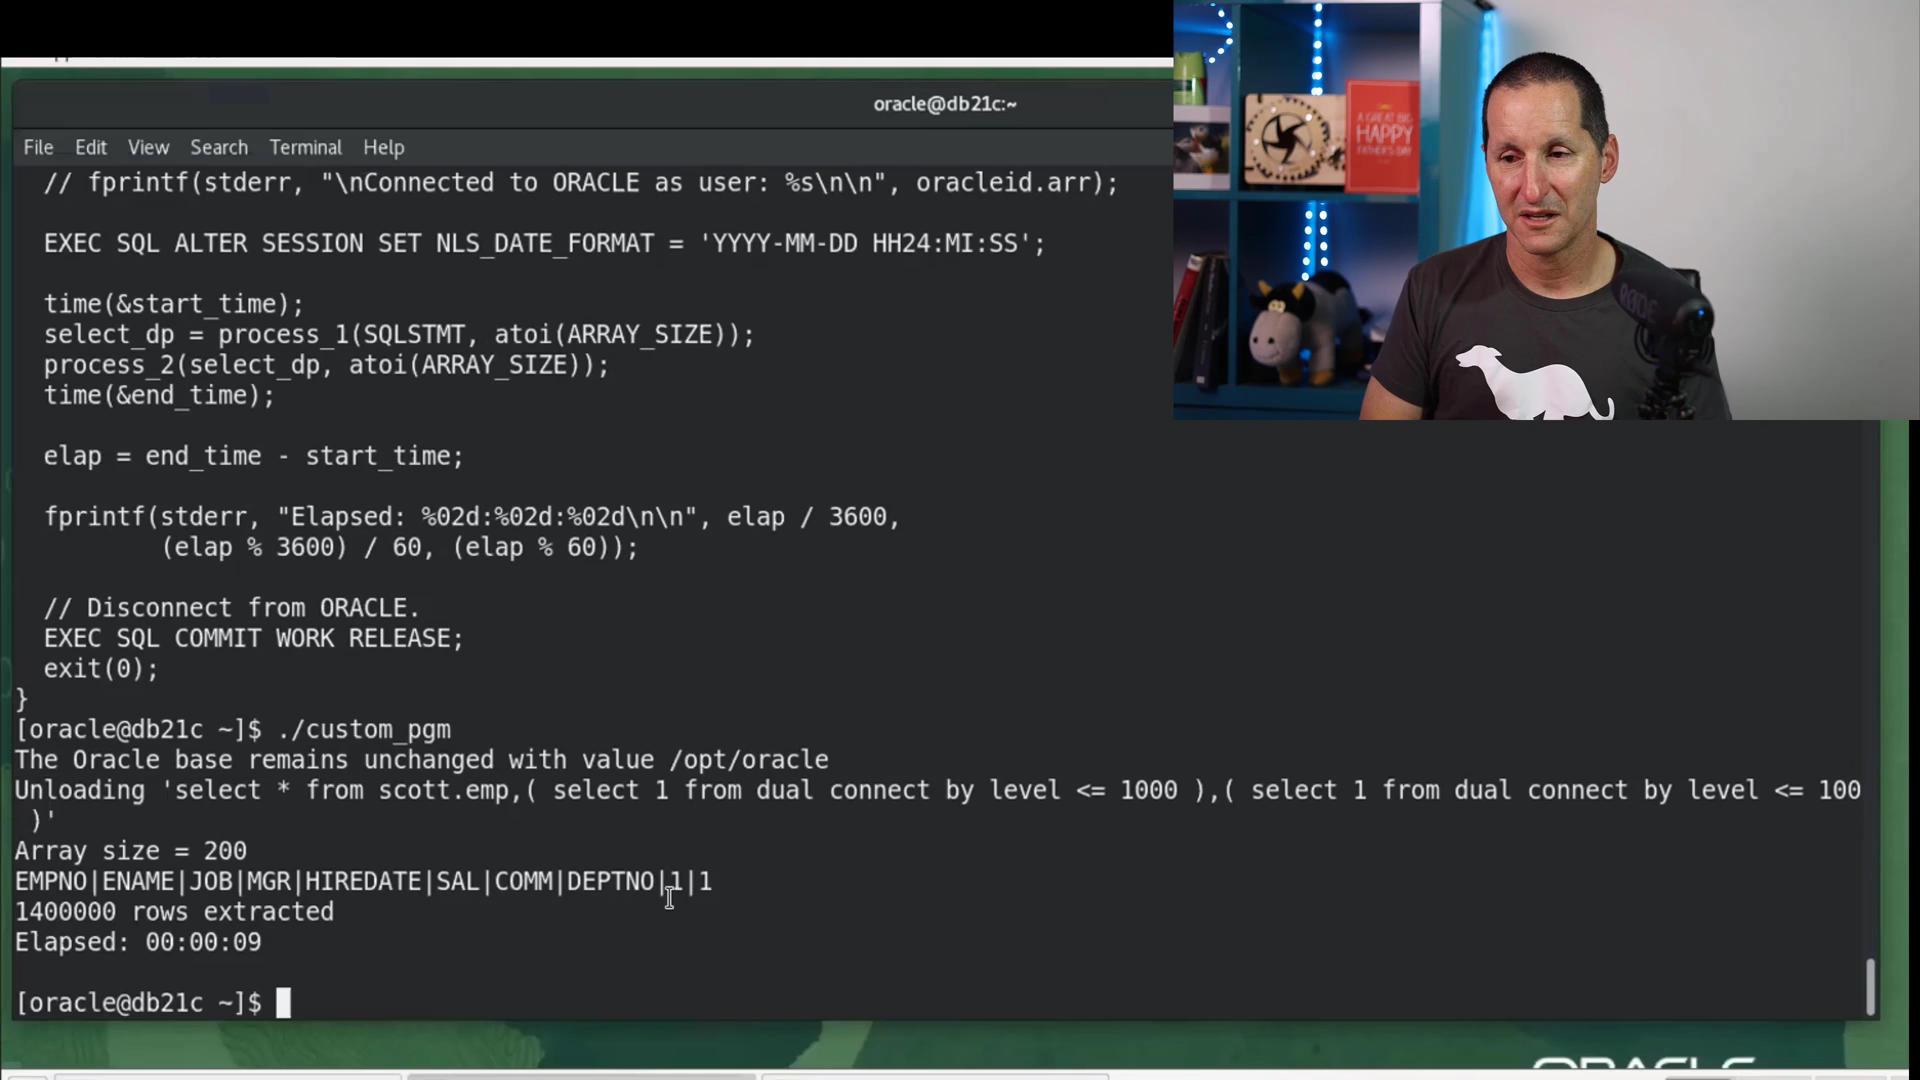 oracle@db21c:~
File Edit View Search Terminal Help
// fprintf(stderr, "\nConnected to ORACLE as user: %s\n\n", oracleid.arr);
EXEC SQL ALTER SESSION SET NLS_DATE_FORMAT = 'YYYY-MM-DD HH24:MI:SS';
time(&start_time);
select_dp = process_1(SQLSTMT, atoi(ARRAY_SIZE));
process_2(select_dp, atoi(ARRAY_SIZE));
time(&end_time);
elap = end_time - start_time;
fprintf(stderr, "Elapsed: %02d:%02d:%02d\n\n", elap / 3600,
(elap % 3600) / 60, (elap % 60));
// Disconnect from ORACLE.
EXEC SQL COMMIT WORK RELEASE;
exit(0);
}
[oracle@db21c ~]$ ./custom_pgm
The Oracle base remains unchanged with value /opt/oracle
Unloading 'select * from scott.emp,( select 1 from dual connect by level <= 1000 ),( select 1 from dual connect by level <= 100
)'
Array size = 200
EMPNO|ENAME|JOB|MGR|HIREDATE|SAL|COMM|DEPTNO|1|1
1400000 rows extracted
Elapsed: 00:00:09
[oracle@db21c ~]$
A GREAT BIG
HAPPY
FATHER'S DAY
RODE
ORACLE